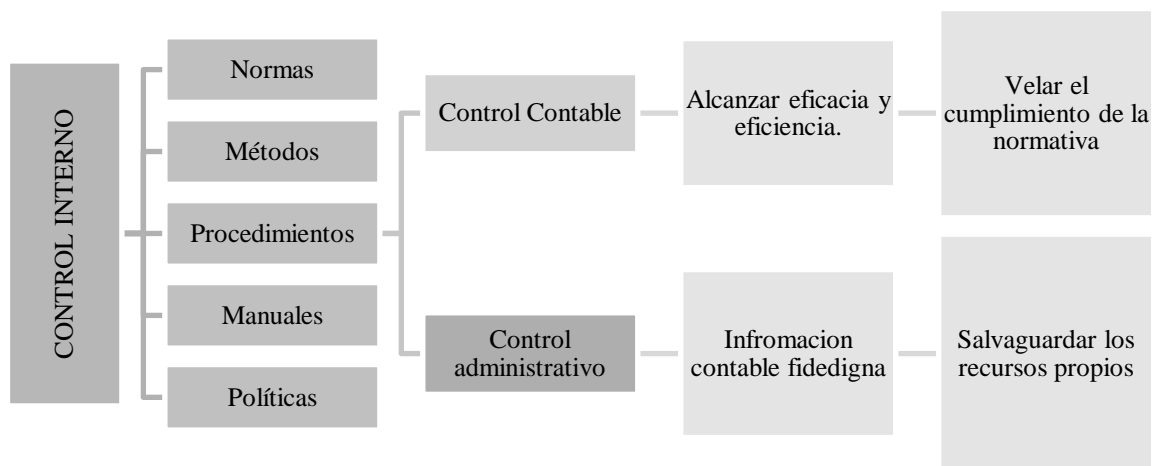 CONTROL INTERNO
Normas
Métodos
Procedimientos
Manuales
Políticas
Control Contable
Alcanzar eficacia y
eficiencia.
Velar el
cumplimiento de la
normativa
Control
administrativo
Infromacion
contable fidedigna
Salvaguardar los
recursos propios